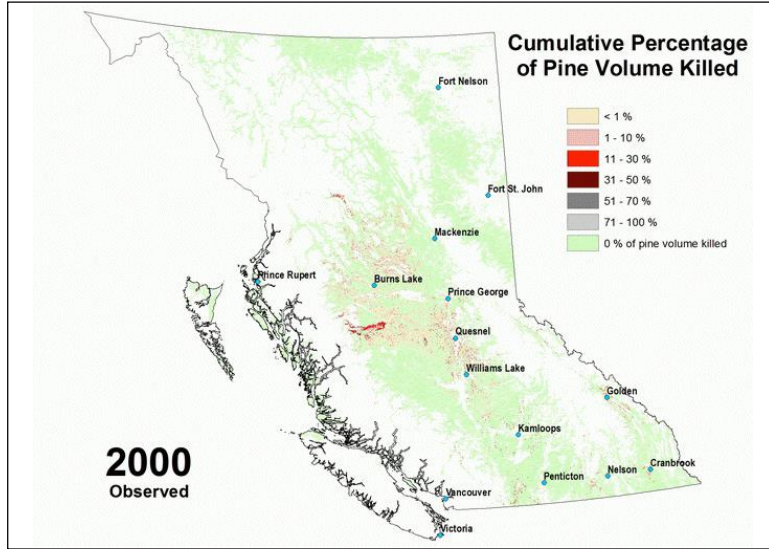 Cumulative Percentage
of Pine Volume Killed
Fort Nelson
< 1 %
1 - 10 %
11 - 30 %
31 - 50 %
51 - 70 %
71 - 100 %
0 % of pine volume killed
Fort St. John
Mackenzie
Prince Rupert
Burns Lake
Prince George
Quesnel
Williams Lake
Golden
Kamloops
Cranbrook
Penticton
Nelson
Vancouver
Victoria
2000
Observed